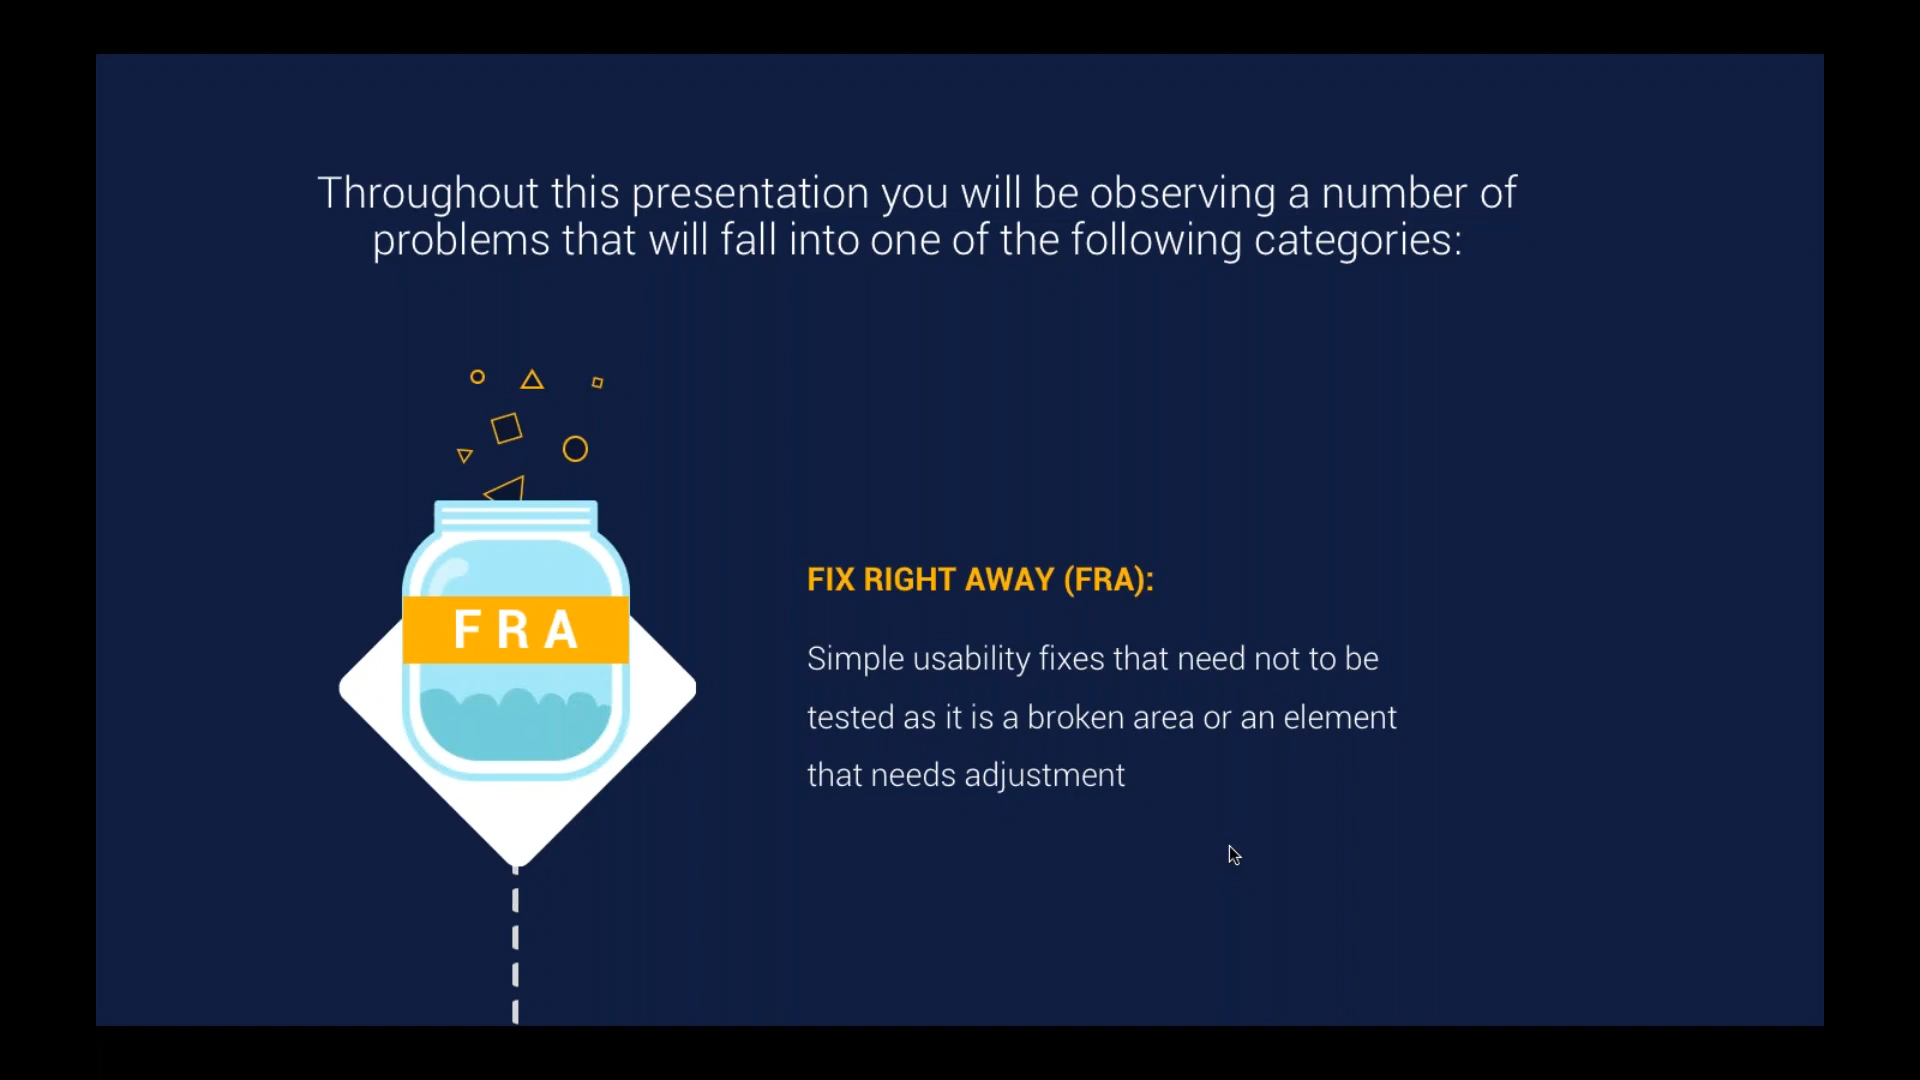 Throughout this presentation you will be observing a number of
problems that will fall into one of the following categories:
FRA
FIX RIGHT AWAY (FRA):
Simple usability fixes that need not to be
tested as it is a broken area or an element
that needs adjustment